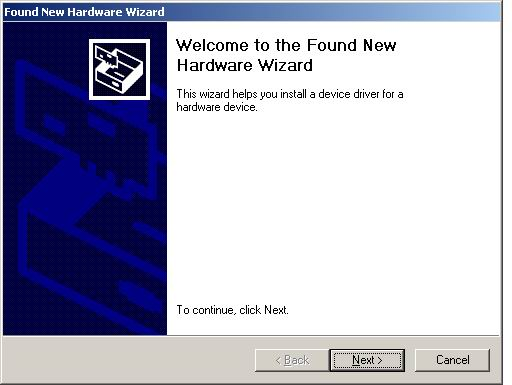 Found New Hardware Wizard
Welcome to the Found New
Hardware Wizard
This wizard helps you install a device driver for a
hardware device.
To continue, click Next.
< Back
Next >
Cancel